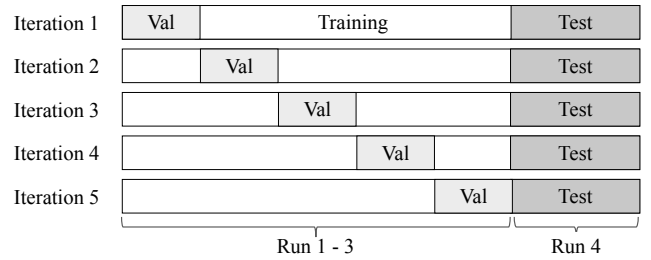 Iteration 1 Val Training Test
Iteration 2 Val Test
Iteration 3 Val Test
Iteration 4 Val Test
Iteration 5 Val Test
Run 1 - 3 Run 4